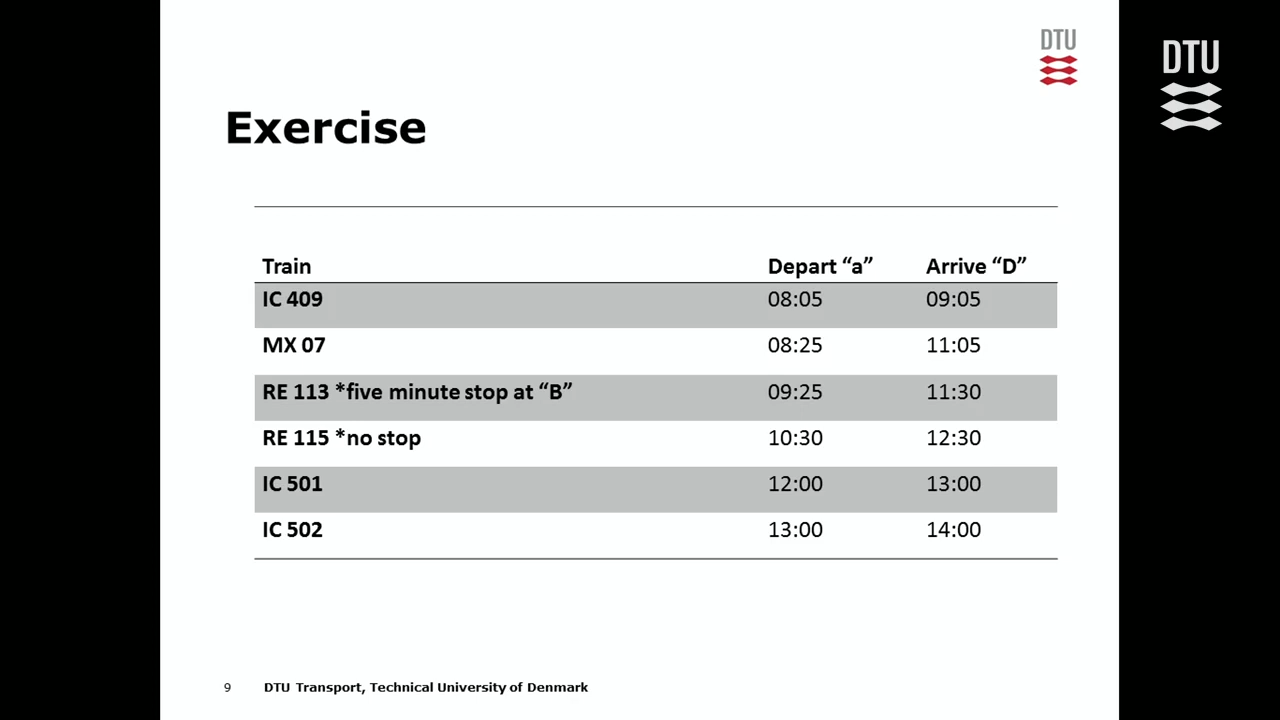 DTU
DTU
Exercise
Train Depart “a” Arrive “D”
IC 409 08:05 09:05
MX 07 08:25 11:05
RE 113 *five minute stop at “B” 09:25 11:30
RE 115 *no stop 10:30 12:30
IC 501 12:00 13:00
IC 502 13:00 14:00
9 DTU Transport, Technical University of Denmark